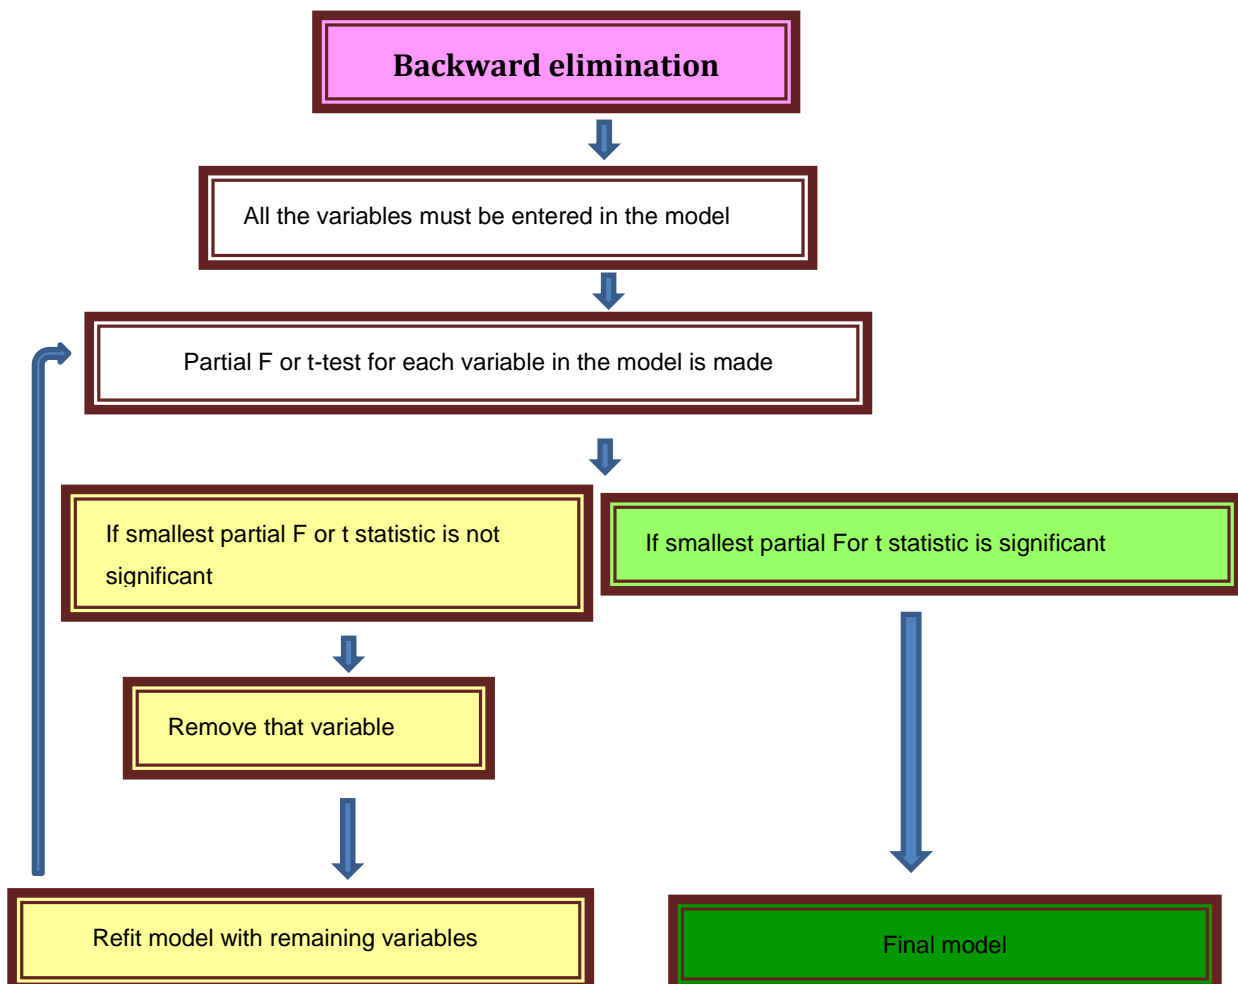 Backward elimination
All the variables must be entered in the model
Partial F or t-test for each variable in the model is made
If smallest partial F or t statistic is not
significant
If smallest partial For t statistic is significant
Remove that variable
Refit model with remaining variables
Final model